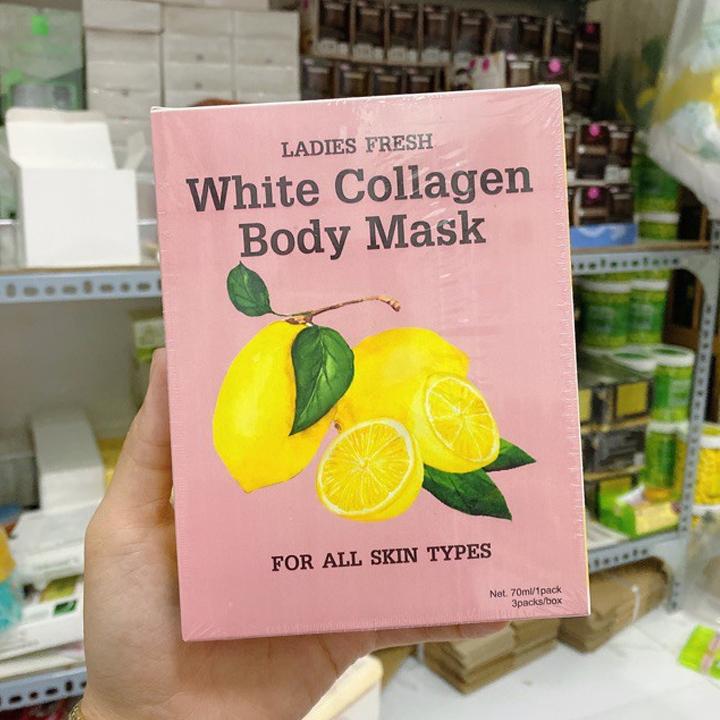 LADIES FRESH
White Collagen
Body Mask
FOR ALL SKIN TYPES
Net. 70ml/1pack
3packs/box